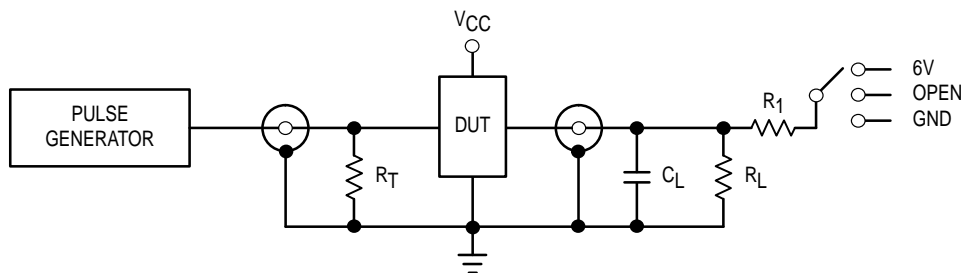 VCC
PULSE
GENERATOR
DUT
RT
CL
RL
R1
6V
OPEN
GND